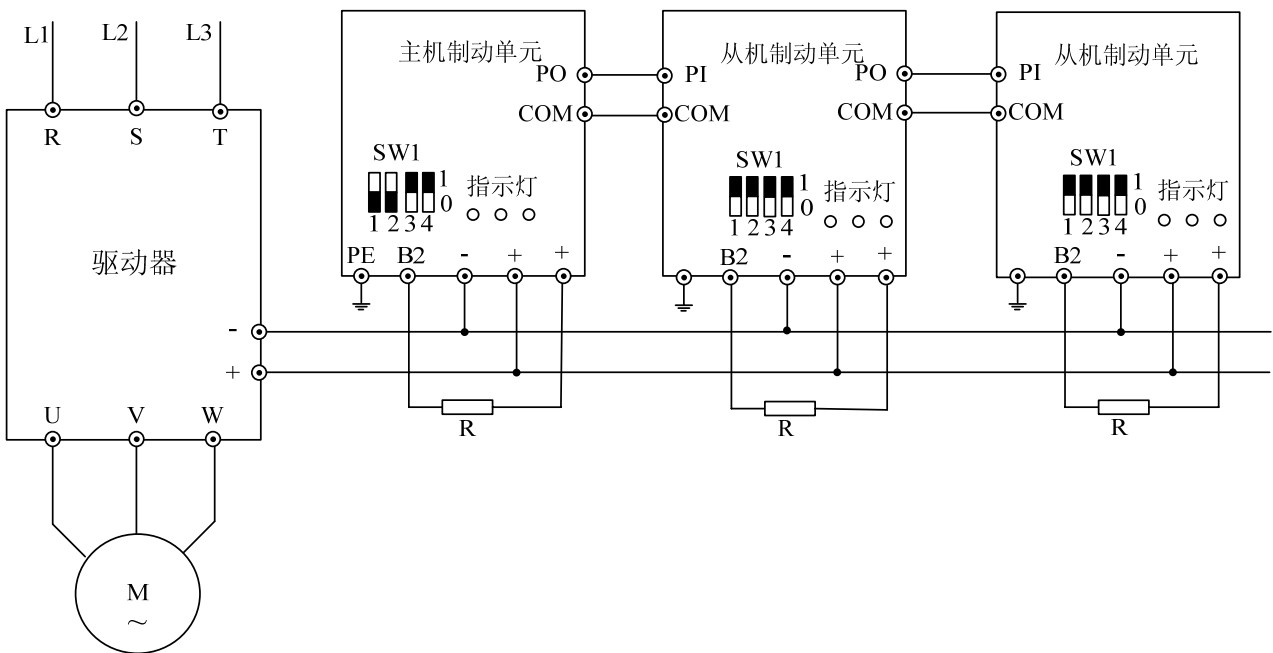 L1 L2 L3
R S T
驱动器
-
+
U V W
M
~
主机制动单元
PO
COM
SW1
1
0
1 2 3 4
指示灯
PE B2 - + +
R
从机制动单元
PI
PO
COM
COM
SW1
1
0
1 2 3 4
指示灯
B2 - + +
R
从机制动单元
PI
COM
SW1
1
0
1 2 3 4
指示灯
B2 - + +
R